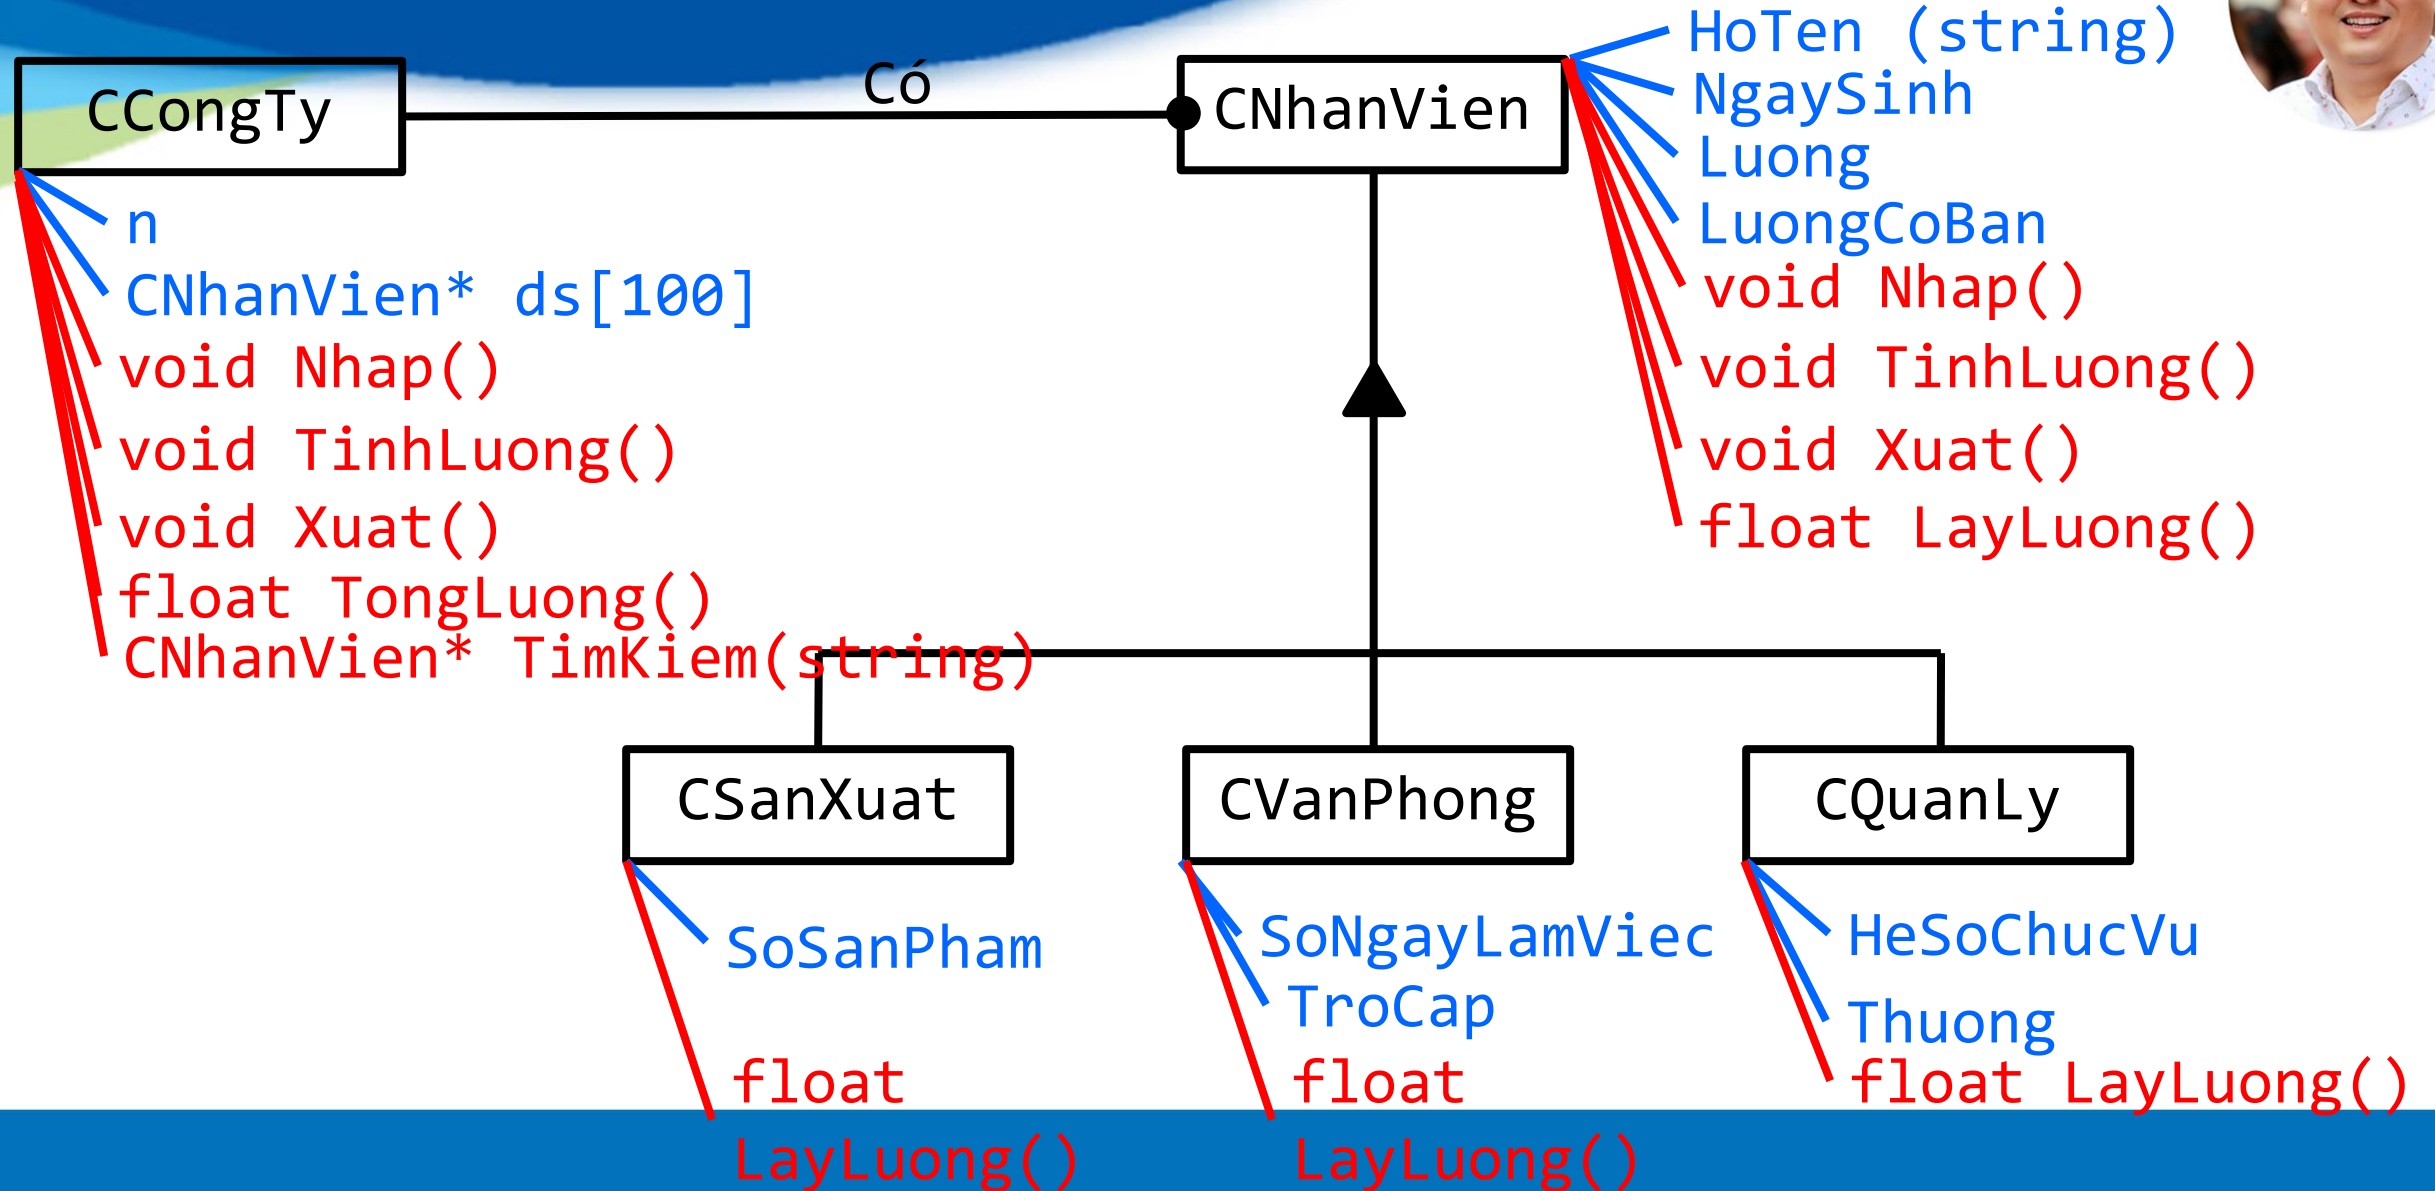 CCongTy
Có
CNhanVien
HoTen (string)
NgaySinh
Luong
LuongCoBan
void Nhap()
void TinhLuong()
void Xuat()
float LayLuong()
n
CNhanVien* ds[100]
void Nhap()
void TinhLuong()
void Xuat()
float TongLuong()
CNhanVien* TimKiem(string)
CSanXuat
SoSanPham
float
LayLuong()
CVanPhong
SoNgayLamViec
TroCap
float
LayLuong()
CQuanLy
HeSoChucVu
Thuong
float LayLuong()